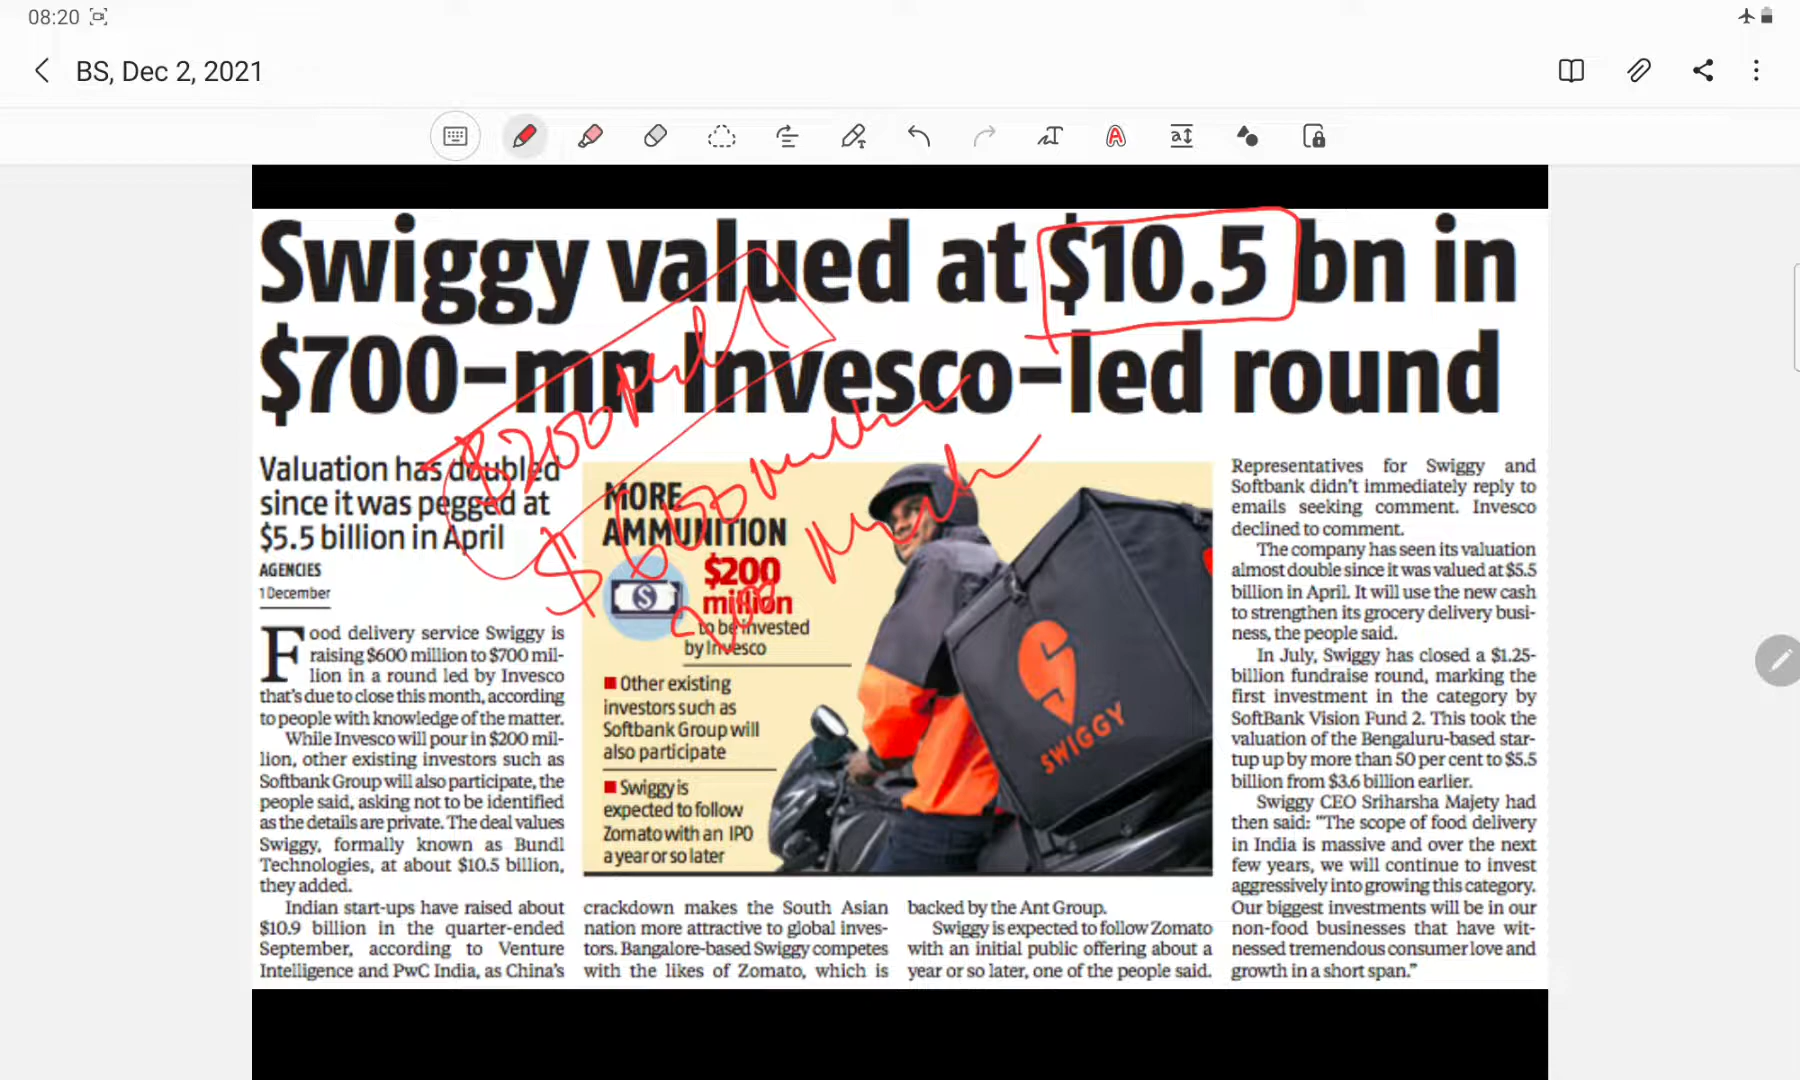 08:20
BS, Dec 2, 2021
Swiggy valued at $10.5 bn in
$700-mn Invesco-led round
Valuation has doubled
since it was pegged at
$5.5 billion in April
AGENCIES
1 December
Food delivery service Swiggy is
raising $600 million to $700 mil-
lion in a round led by Invesco
that's due to close this month, according
to people with knowledge of the matter.
While Invesco will pour in $200 mil-
lion, other existing investors such as
Softbank Group will also participate, the
people said, asking not to be identified
as the details are private. The deal values
Swiggy, formally known as Bundl
Technologies, at about $10.5 billion,
they added.
Indian start-ups have raised about
$10.9 billion in the quarter-ended
September, according to Venture
Intelligence and PwC India, as China's
MORE
AMMUNITION
$200
million
to be invested
by Invesco
Other existing
investors such as
Softbank Group will
also participate
Swiggy is
expected to follow
Zomato with an IPO
a year or so later
SWIGGY
$200
$650 million
200
crackdown makes the South Asian
nation more attractive to global inves-
tors. Bangalore-based Swiggy competes
with the likes of Zomato, which is
backed by the Ant Group.
Swiggy is expected to follow Zomato
with an initial public offering about a
year or so later, one of the people said.
Representatives for Swiggy and
Softbank didn't immediately reply to
emails seeking comment. Invesco
declined to comment.
The company has seen its valuation
almost double since it was valued at $5.5
billion in April. It will use the new cash
to strengthen its grocery delivery busi-
ness, the people said.
In July, Swiggy has closed a $1.25-
billion fundraise round, marking the
first investment in the category by
SoftBank Vision Fund 2. This took the
valuation of the Bengaluru-based star-
tup up by more than 50 per cent to $5.5
billion from $3.6 billion earlier.
Swiggy CEO Sriharsha Majety had
then said: "The scope of food delivery
in India is massive and over the next
few years, we will continue to invest
aggressively into growing this category.
Our biggest investments will be in our
non-food businesses that have wit-
nessed tremendous consumer love and
growth in a short span."